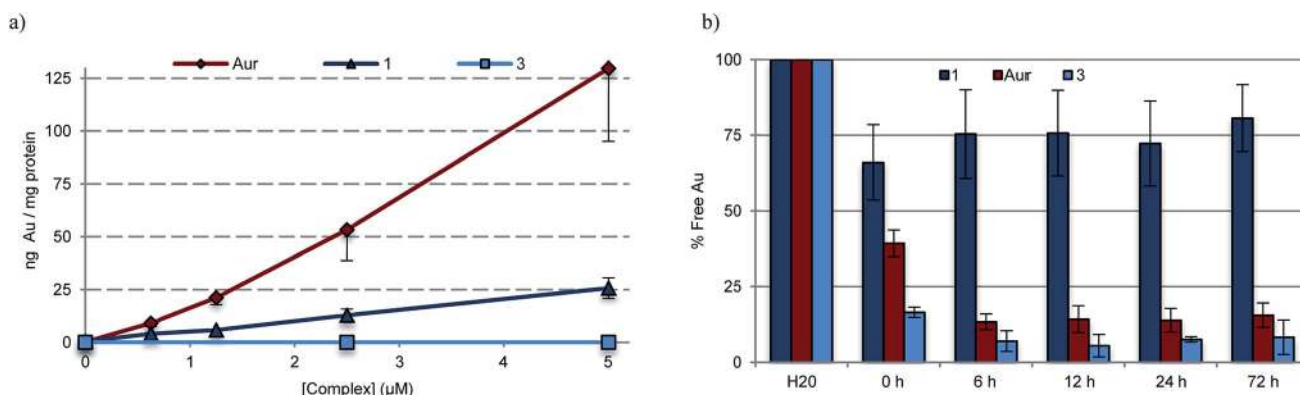 a)
Aur 1 3
125
100
75
50
25
0
ng Au / mg protein
0 1 2 3 4 5
[Complex] (µM)
b)
1 Aur 3
100
75
50
25
0
% Free Au
H20 0 h 6 h 12 h 24 h 72 h